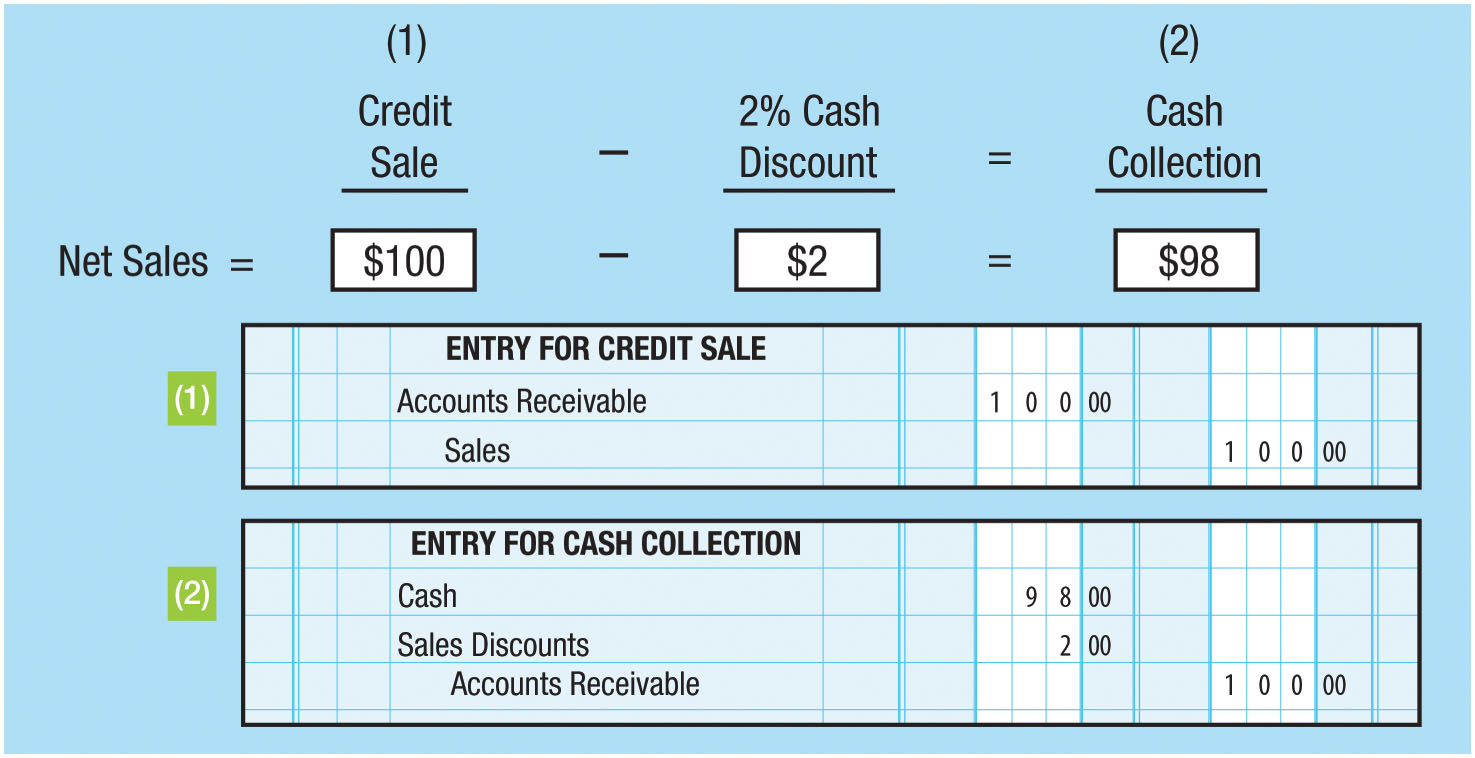 (1) (2)
Credit 2% Cash Cash
Sale – Discount = Collection
Net Sales = $100 – $2 = $98
ENTRY FOR CREDIT SALE
(1) Accounts Receivable 1 0 0 00
Sales 1 0 0 00
ENTRY FOR CASH COLLECTION
(2) Cash 9 8 00
Sales Discounts 2 00
Accounts Receivable 1 0 0 00